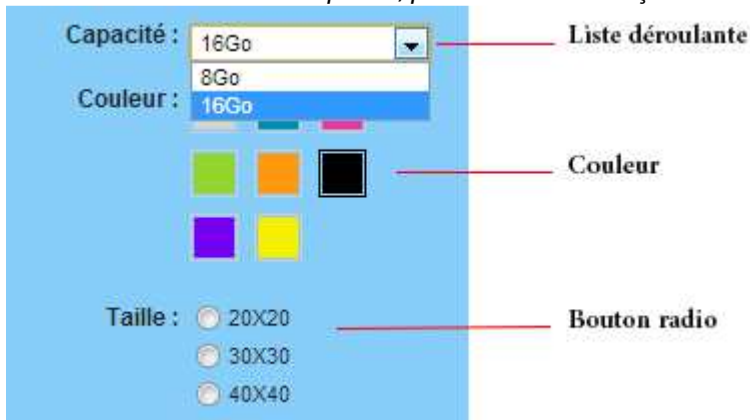 Capacité : 16Go Liste déroulante
8Go
Couleur : 16Go
Couleur
Taille : 20X20 Bouton radio
30X30
40X40